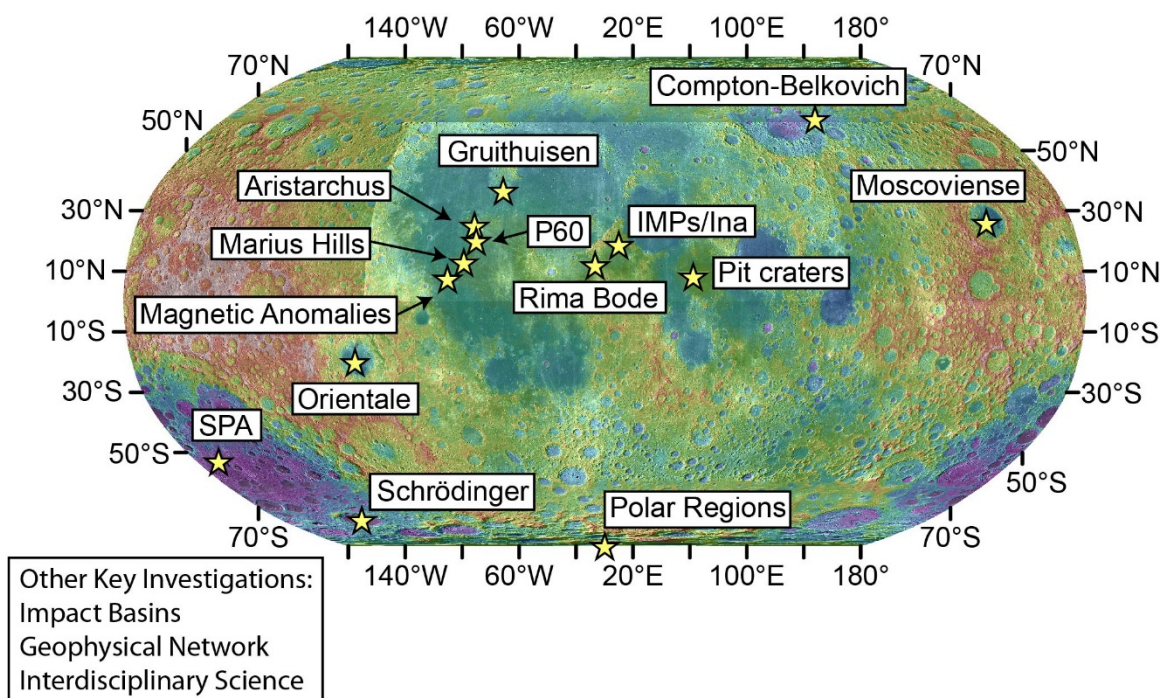 140°W 60°W 20°E 100°E 180°
70°N 70°N
Compton-Belkovich
50°N 50°N
Gruithuisen
Aristarchus Moscoviense
30°N P60 IMPs/Ina 30°N
Marius Hills
10°N Rima Bode Pit craters 10°N
Magnetic Anomalies
10°S 10°S
30°S Orientale 30°S
SPA
50°S 50°S
Schrödinger Polar Regions
70°S 70°S
140°W 60°W 20°E 100°E 180°
Other Key Investigations:
Impact Basins
Geophysical Network
Interdisciplinary Science